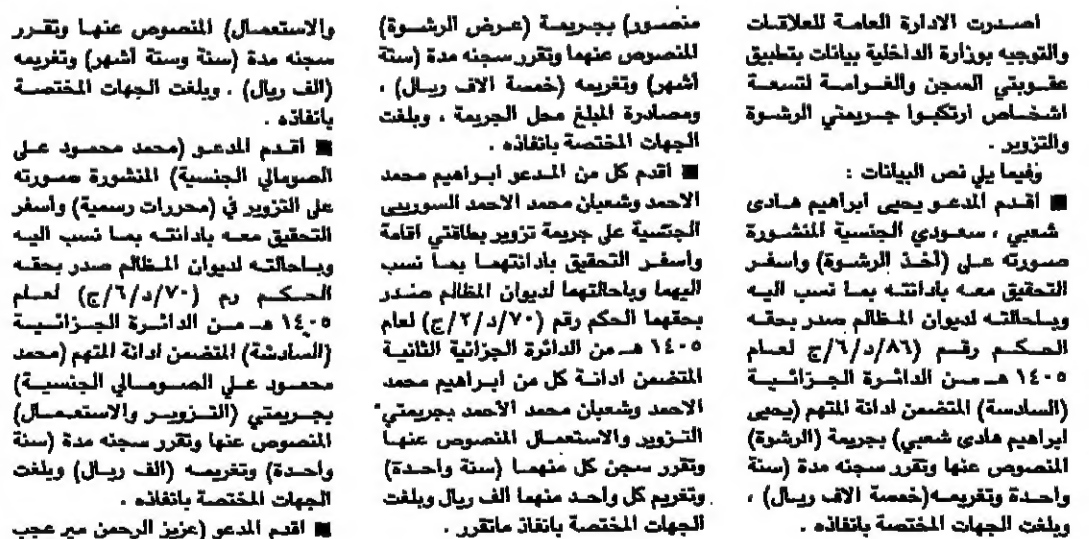 اصدرت الادارة العامة للعلاقات
والتوجيه بوزارة الداخلية بيانات بتطبيق
عقوبتي السجن والغرامة لتسعة
اشخاص ارتكبوا جريمتي الرشوة
والتزوير .
وفيما يلي نص البيانات :
■ اقدم المدعو يحيى ابراهيم هادى
شعبي ، سعودي الجنسية المنشورة
صورته على (أخذ الرشوة) واسفر
التحقيق معه بادانته بما نسب اليه
وباحالته لديوان المظالم صدر بحقه
الحكم رقم (٨٦/د/٦/ج لعام
١٤٠٥ هـ من الدائرة الجزائية
(السادسة) المتضمن ادانة المتهم (يحيى
ابراهيم هادى شعبي) بجريمة (الرشوة)
المنصوص عنها وتقرر سجنه مدة (سنة
واحدة وتغريمه(خمسة الاف ريال) ،
وبلغت الجهات المختصة بانفاذه .
منصور) بجريمة (عرض الرشوة)
المنصوص عنهما وتقرر سجنه مدة (ستة
أشهر) وتغريمه (خمسة الاف ريال) ،
ومصادرة المبلغ محل الجريمة ، وبلغت
الجهات المختصة بانفاذه .
■ أقدم كل من المدعو ابراهيم محمد
الاحمد وشعبان محمد الاحمد السوريي
الجنسية على جريمة تزوير بطاقتي اقامة
واسفر التحقيق بادانتهما بما نسب
اليهما وباحالتهما لديوان المظالم صدر
بحقهما الحكم رقم (٧٠/د/٢/ج) لعام
١٤٠٥ هـ من الدائرة الجزائية الثانية
المتضمن ادانة كل من ابراهيم محمد
الاحمد وشعبان محمد الأحمد بجريمتي
التزوير والاستعمال المنصوص عنها
وتقرر سجن كل منهما (سنة واحدة)
وتغريم كل واحد منهما الف ريال وبلغت
الجهات المختصة بانفاذ ماتقرر .
والاستعمال) المنصوص عنها وتقرر
سجنه مدة (سنة وستة أشهر) وتغريمه
(الف ريال) . وبلغت الجهات المختصة
بانفاذه .
■ أقدم المدعو (محمد محمود على
الصومالي الجنسية) المنشورة صورته
على التزوير في (محررات رسمية) وأسفر
التحقيق معه بادانته بما نسب اليه
وباحالته لديوان المظالم صدر بحقه
الحكم رم (٧٠/د/٦/ج) لعام
١٤٠٥ هـ من الدائرة الجزائية
(السادشة) المتضمن ادانة المتهم (محمد
محمود علي الصومالي الجنسية)
بجريمتي (التزوير والاستعمال)
المنصوص عنها وتقرر سجنه مدة (سنة
واحدة) وتغريمه (الف ريال) وبلغت
الجهات المختصة بانفاذه .
■ اقدم المدعو (عزيز الرحمن مير عجب